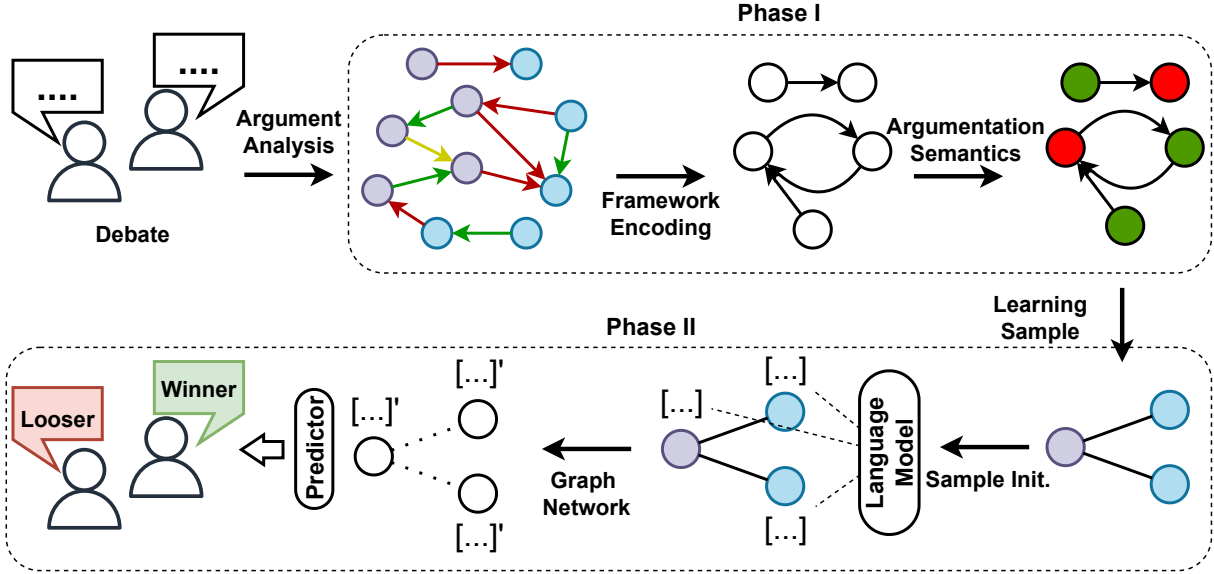 Phase I
....
....
Argument
Analysis
Debate
Framework
Encoding
Argumentation
Semantics
Learning
Sample
Phase II
Looser
Winner
Predictor
[...]'
[...]'
[...]'
Graph
Network
[...]
[...]
[...]
Language
Model
Sample Init.